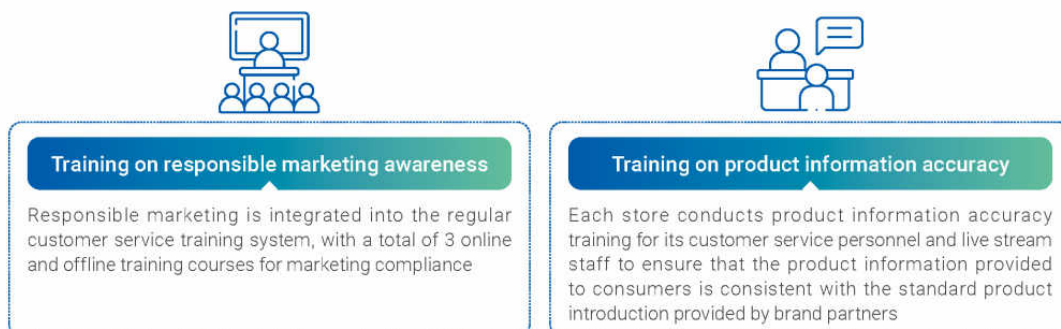 Training on responsible marketing awareness
Responsible marketing is integrated into the regular
customer service training system, with a total of 3 online
and offline training courses for marketing compliance
Training on product information accuracy
Each store conducts product information accuracy
training for its customer service personnel and live stream
staff to ensure that the product information provided
to consumers is consistent with the standard product
introduction provided by brand partners